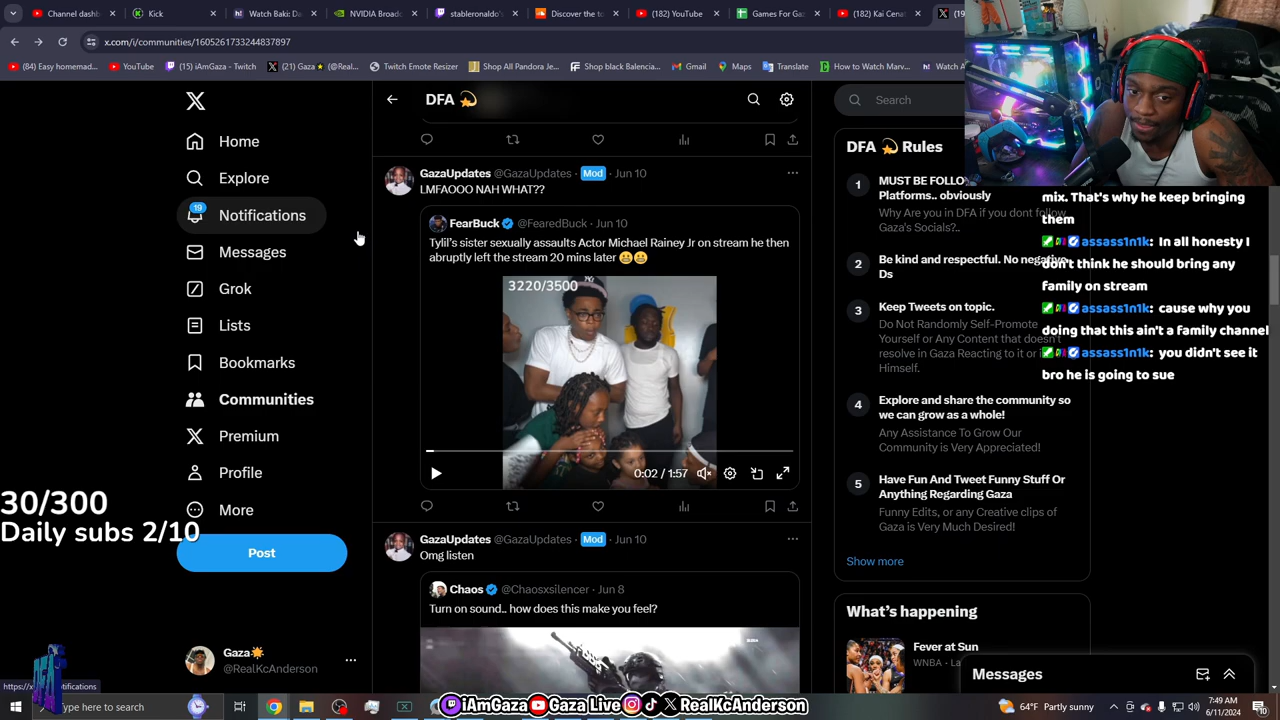 Channel dashb
Kick
Watch Baki: Da
NVIDIA Broadc
stableronaldo's
Discover the to
(182) YouTube
Games For Ga
(182) Kai Cenat
x.com/i/communities/1605261733244837897
(84) Easy homemad...
YouTube
(15) iAmGaza - Twitch
Twitch Emote Resizer
Shop All Pandora Je...
Shop black Balencia...
Gmail
Maps
Translate
How to Watch Marv...
Home
Explore
19
Notifications
Messages
Grok
Lists
Bookmarks
Communities
Premium
Profile
More
Post
30/300
Daily subs 2/10
Gaza
@RealKcAnderson
DFA
GazaUpdates @GazaUpdates · Mod · Jun 10
LMFAOOO NAH WHAT??
FearBuck @FearedBuck · Jun 10
Tylil's sister sexually assaults Actor Michael Rainey Jr on stream he then
abruptly left the stream 20 mins later
3220/3500
0:02 / 1:57
GazaUpdates @GazaUpdates · Mod · Jun 10
Omg listen
Chaos @Chaosxsilencer · Jun 8
Turn on sound.. how does this make you feel?
Search
DFA Rules
1
MUST BE FOLLO
Platforms.. obviously
Why Are you in DFA if you dont follow
Gaza's Socials?..
2
Be kind and respectful. No negative
Ds
3
Keep Tweets on topic.
Do Not Randomly Self-Promote
Yourself or Any Content that doesn't
resolve in Gaza Reacting to it or
Himself.
4
Explore and share the community so
we can grow as a whole!
Any Assistance To Grow Our
Community is Very Appreciated!
5
Have Fun And Tweet Funny Stuff Or
Anything Regarding Gaza
Funny Edits, or any Creative clips of
Gaza is Very Much Desired!
Show more
What's happening
Fever at Sun
WNBA
Messages
mix. That's why he keep bringing
them
assass1n1k: In all honesty I
don't think he should bring any
family on stream
assass1n1k: cause why you
doing that this ain't a family channel
assass1n1k: you didn't see it
bro he is going to sue
Type here to search
iAmGaza
Gaza Live
RealKcAnderson
64°F Partly sunny
7:49 AM
6/11/2024
10